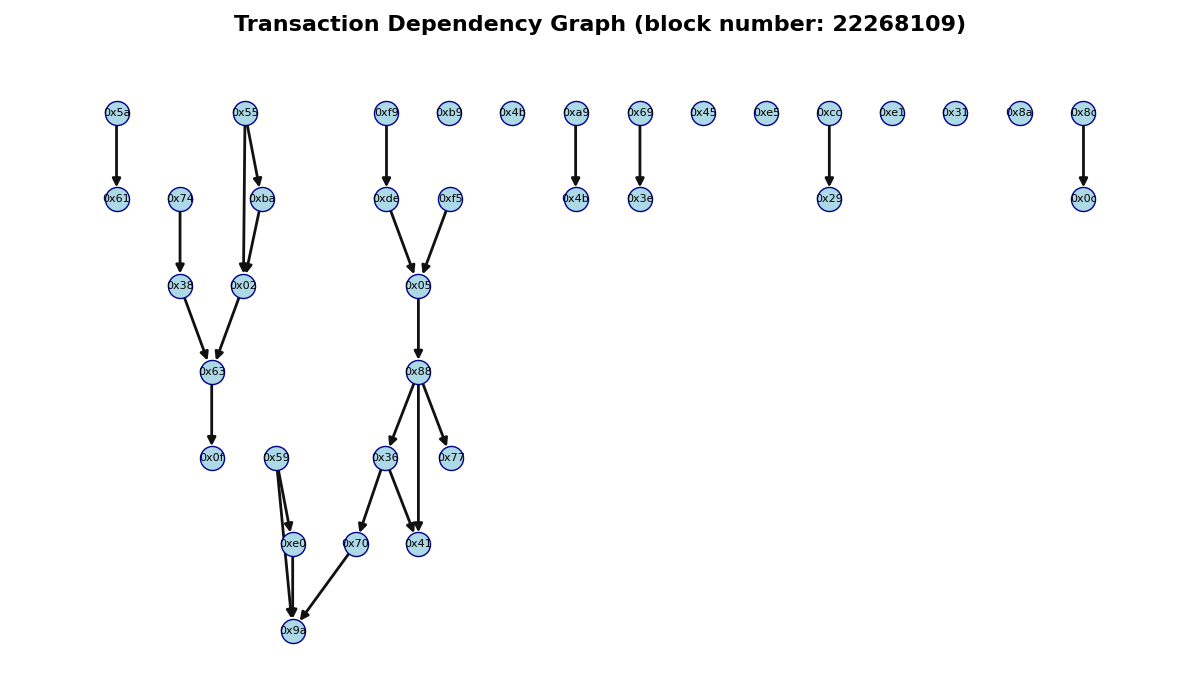 Transaction Dependency Graph (block number: 22268109)
0x5a 0x55 0xf9 0xb9 0x4b 0xa9 0x69 0x45 0xe5 0xcc 0xe1 0x31 0x8a 0x8c
0x61 0x74 0xba 0xde 0xf5 0x4b 0x3e 0x29 0x0c
0x38 0x02 0x05
0x63 0x88
0x0f 0x59 0x36 0x77
0xe0 0x70 0x41
0x9a